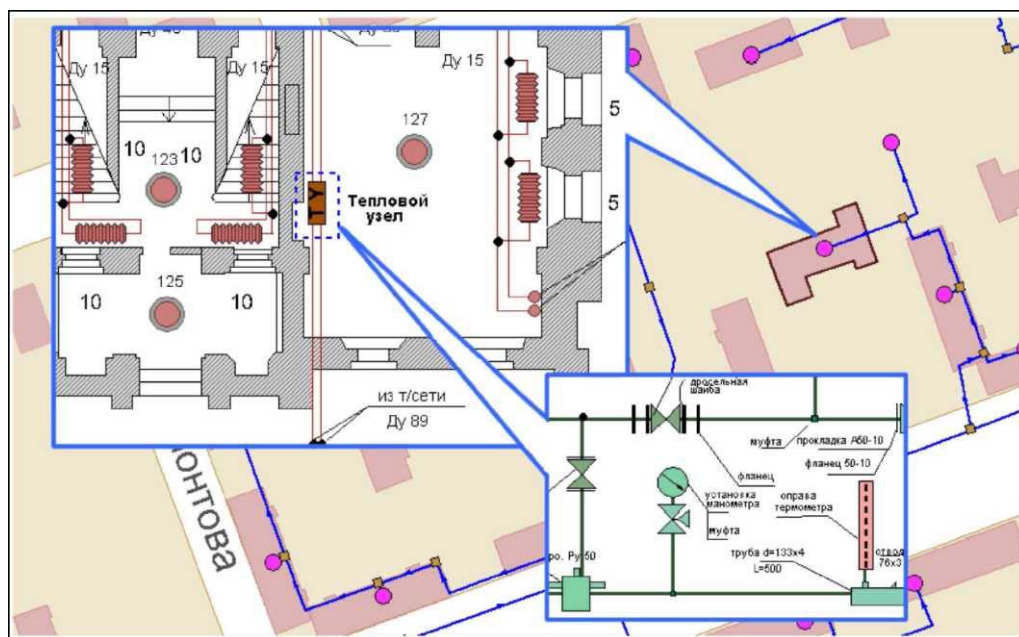 Ду 15
Ду 15
Ду 15
10
123
10
127
5
5
ТУ
Тепловой
узел
10
125
10
из т/сети
Ду 89
дросельная
шайба
муфта
прокладка А50-10
фланец 50-10
фланец
установка
манометра
муфта
оправа
термометра
ро. Ру 50
труба d=133x4
L=500
отвод
76x3
онтова